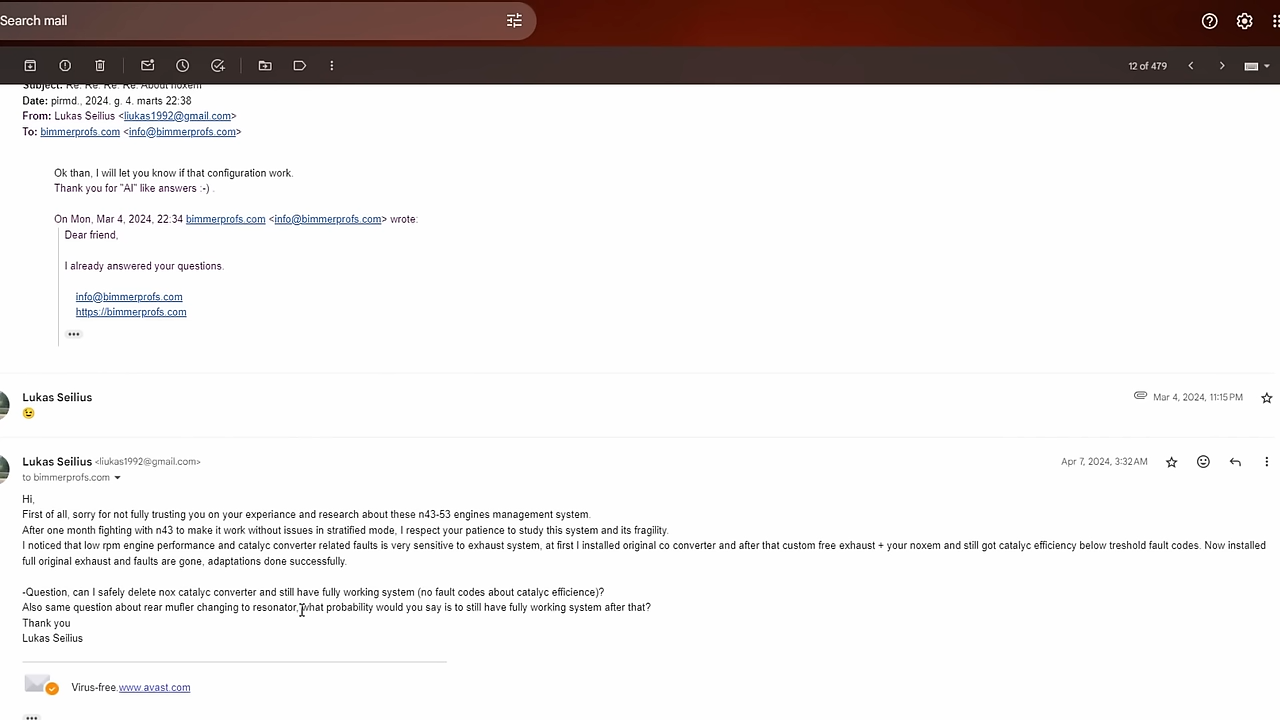 Search mail
12 of 479
Subject: Re: Re: Re: Re: About noxem
Date: pirmd., 2024. g. 4. marts 22:38
From: Lukas Seilius <liukas1992@gmail.com>
To: bimmerprofs.com <info@bimmerprofs.com>
Ok than, I will let you know if that configuration work.
Thank you for "AI" like answers :-) .
On Mon, Mar 4, 2024, 22:34 bimmerprofs.com <info@bimmerprofs.com> wrote:
Dear friend,
I already answered your questions.
info@bimmerprofs.com
https://bimmerprofs.com
Lukas Seilius
Mar 4, 2024, 11:15 PM
Lukas Seilius <liukas1992@gmail.com>
Apr 7, 2024, 3:32 AM
to bimmerprofs.com
Hi,
First of all, sorry for not fully trusting you on your experiance and research about these n43-53 engines management system.
After one month fighting with n43 to make it work without issues in stratified mode, I respect your patience to study this system and its fragility.
I noticed that low rpm engine performance and catalyc converter related faults is very sensitive to exhaust system, at first I installed original co converter and after that custom free exhaust + your noxem and still got catalyc efficiency below treshold fault codes. Now installed
full original exhaust and faults are gone, adaptations done successfully.
-Question, can I safely delete nox catalyc converter and still have fully working system (no fault codes about catalyc efficience)?
Also same question about rear mufler changing to resonator, what probability would you say is to still have fully working system after that?
Thank you
Lukas Seilius
Virus-free.www.avast.com